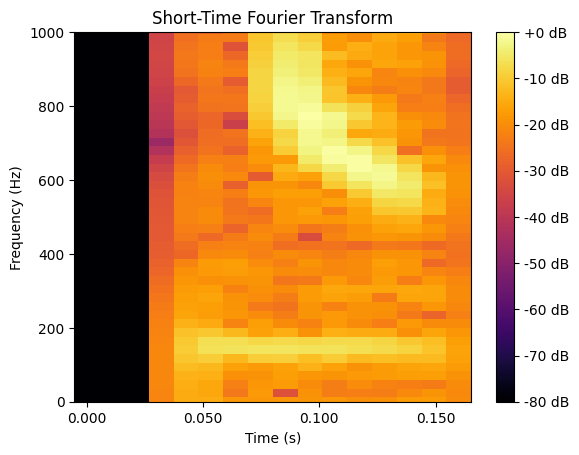 Short-Time Fourier Transform
1000
800
600
400
200
0
Frequency (Hz)
0.000
0.050
0.100
0.150
Time (s)
+0 dB
-10 dB
-20 dB
-30 dB
-40 dB
-50 dB
-60 dB
-70 dB
-80 dB